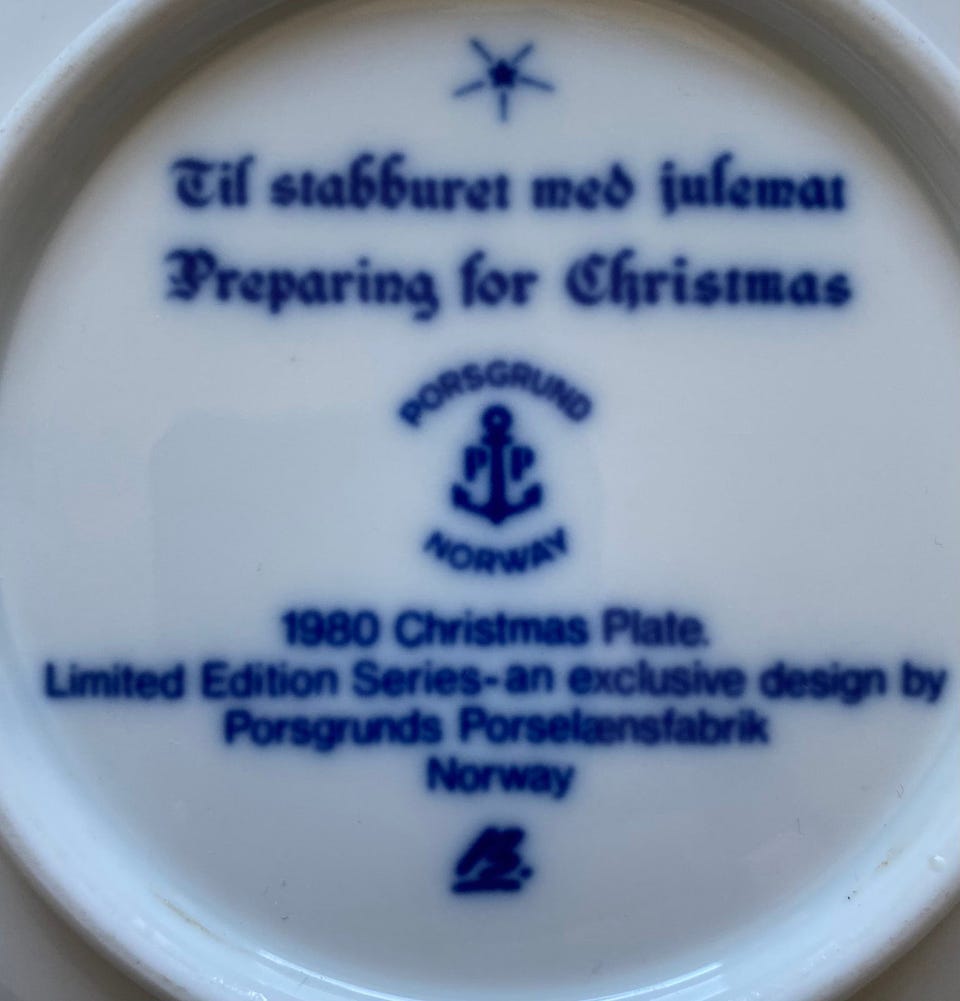 Til stabburet med julemat
Preparing for Christmas
PORSGRUND
P P
NORWAY
1980 Christmas Plate.
Limited Edition Series-an exclusive design by
Porsgrunds Porselænsfabrik
Norway